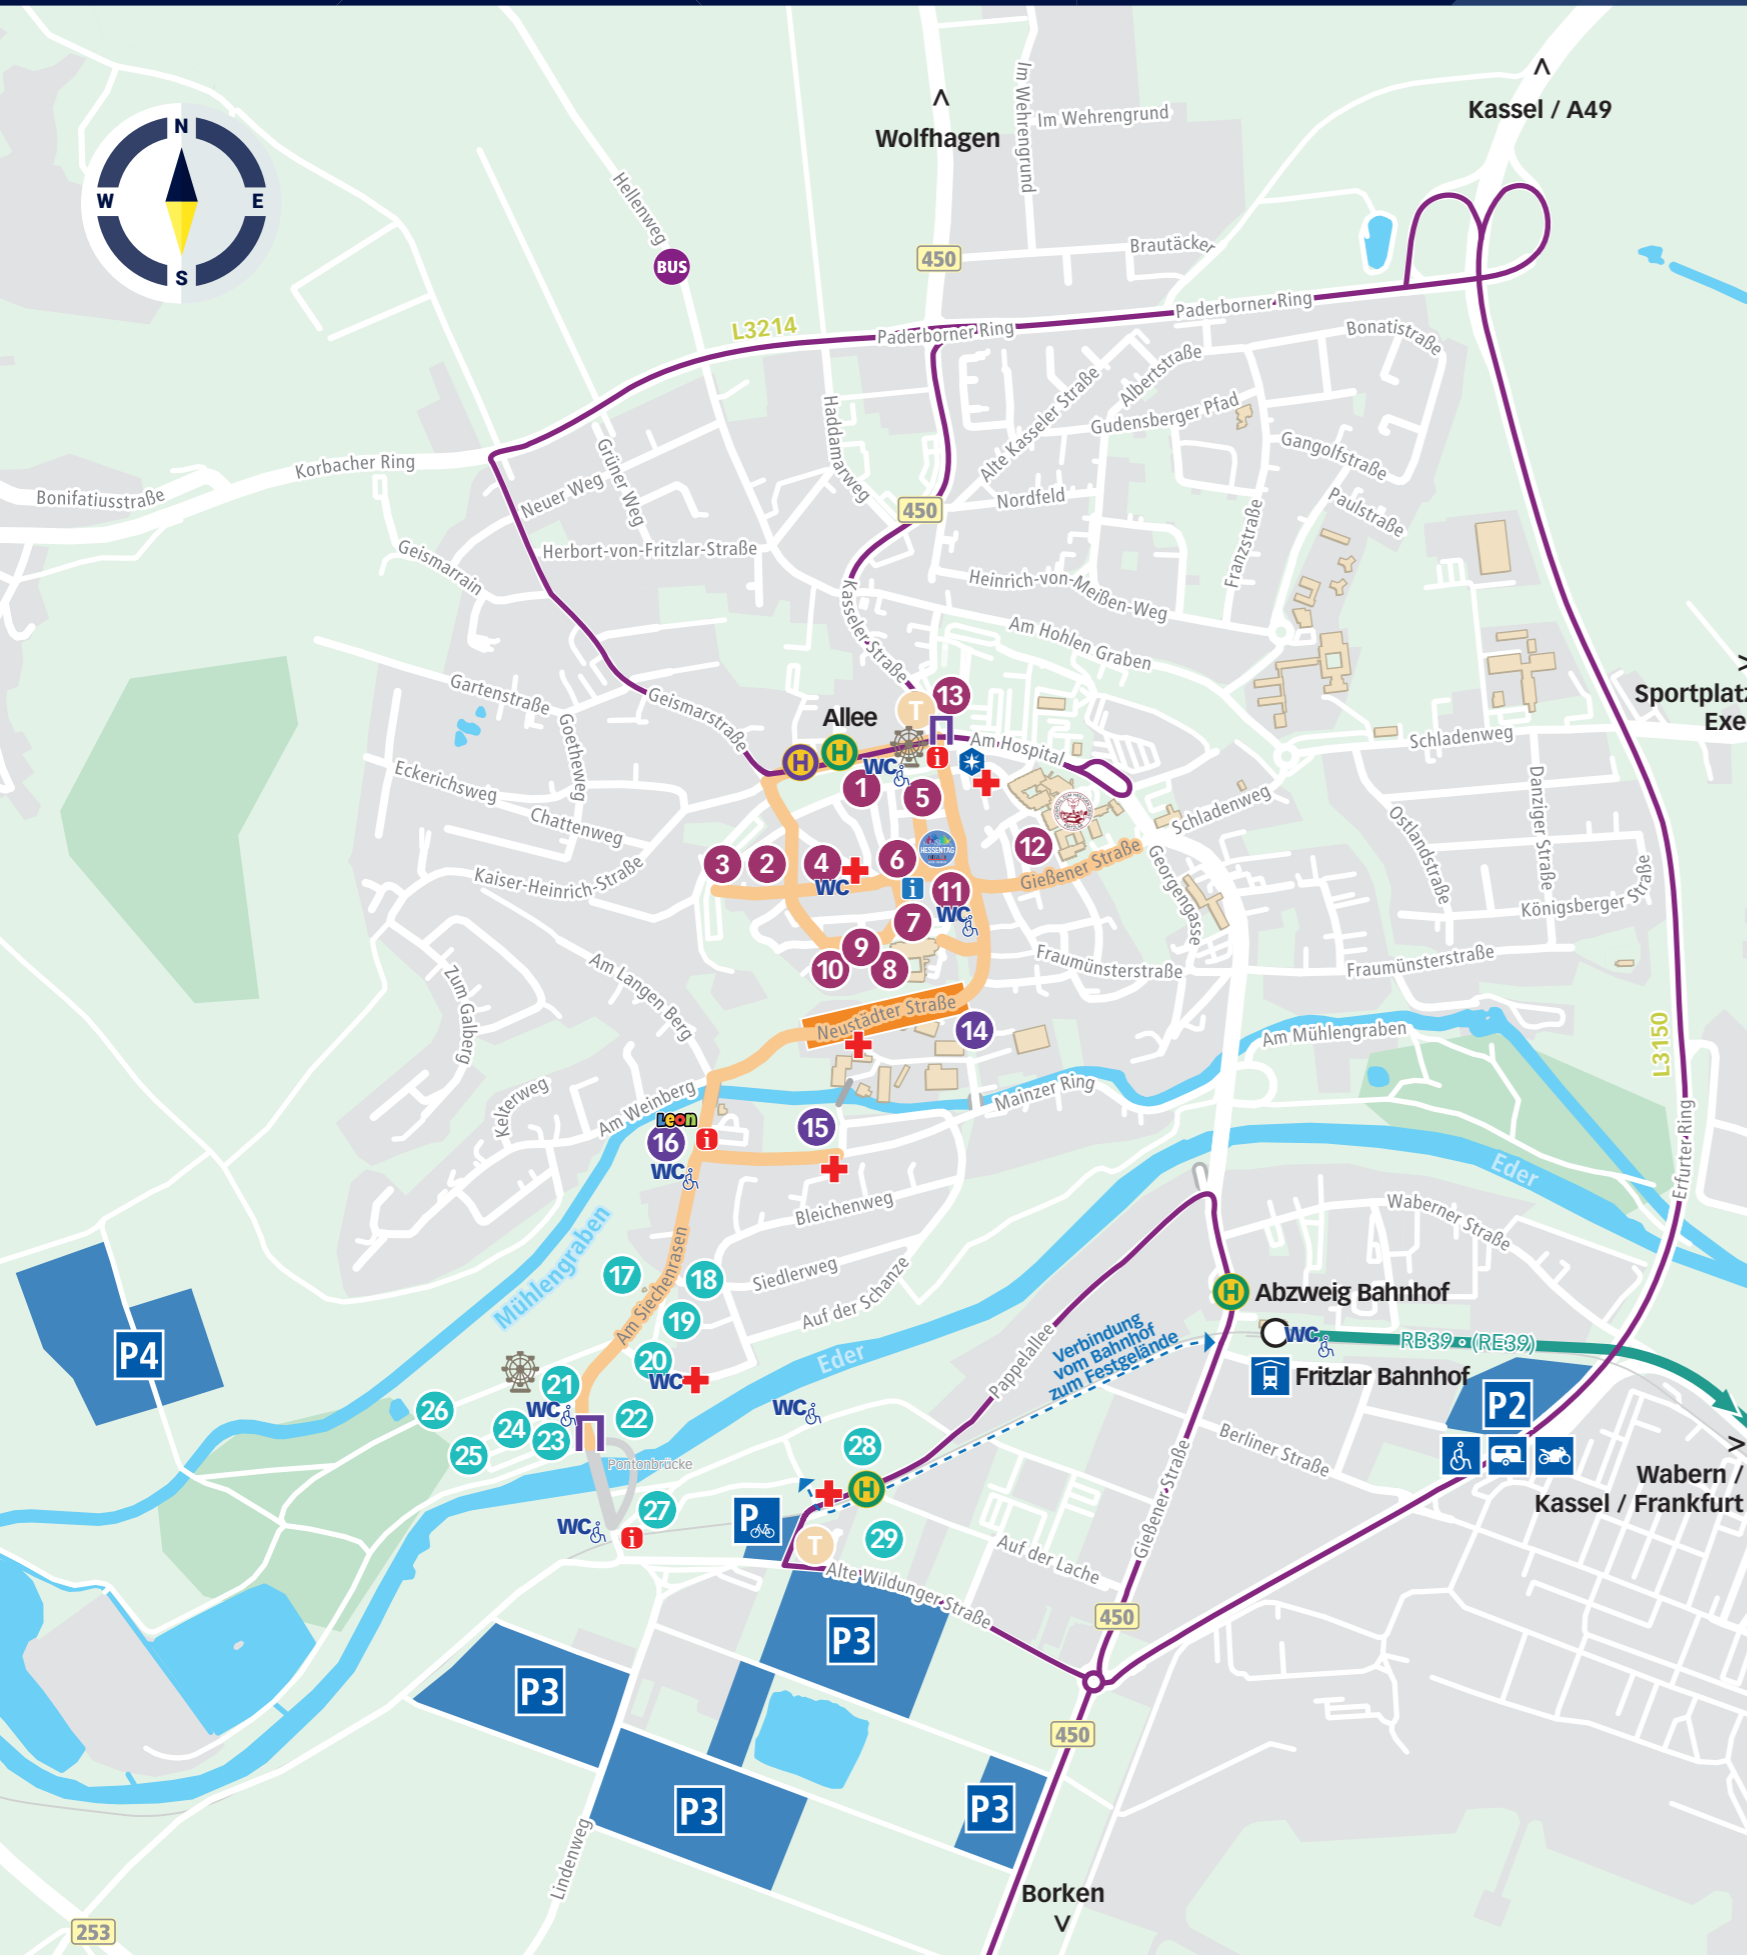 N
W
E
S
Wolfhagen
Kassel / A49
Im Wehrengrund
Im Wehrengrund
Hellenweg
BUS
450
Brautäcker
L3214
Paderborner Ring
Paderborner Ring
Bonatistraße
Albertstraße
Alte Kasseler Straße
Gudensberger Pfad
Haddamarweg
Gangolfstraße
Korbacher Ring
Grüner Weg
Neuer Weg
Bonifatiusstraße
450
Nordfeld
Paulstraße
Franzstraße
Herbort-von-Fritzlar-Straße
Geismarrain
Heinrich-von-Meißen-Weg
Kasseler Straße
Am Hohlen Graben
Gartenstraße
Geismarstraße
Goetheweg
Allee
T
13
Sportplatz
Exe
Schladenweg
H
H
WC
i
Am Hospital
1
5
Eckerichsweg
Chattenweg
Schladenweg
Danziger Straße
Ostlandstraße
Kaiser-Heinrich-Straße
3
2
4
WC
6
HESSENTAG
12
Gießener Straße
Georgengasse
i
11
WC
Königsberger Straße
7
9
10
8
Fraumünsterstraße
Fraumünsterstraße
Zum Galberg
Am Langen Berg
Neustädter Straße
14
Am Mühlengraben
L3150
Mainzer Ring
Kelterweg
Am Weinberg
Leon
16
i
15
WC
Erfurter Ring
Eder
Bleichenweg
Waberner Straße
Mühlengraben
Am Siechenrasen
17
18
Siedlerweg
Auf der Schanze
19
H
Abzweig Bahnhof
WC
RB39 • (RE39)
Fritzlar Bahnhof
Verbindung
vom Bahnhof
zum Festgelände
Pappelallee
P4
Eder
20
WC
21
WC
26
24
23
25
22
WC
P2
28
Berliner Straße
Pontonbrücke
Wabern /
Kassel / Frankfurt
Gießener Straße
H
27
WC
i
P
T
29
Auf der Lache
Alte Wildunger Straße
450
P3
P3
450
P3
P3
Lindenweg
Borken
253